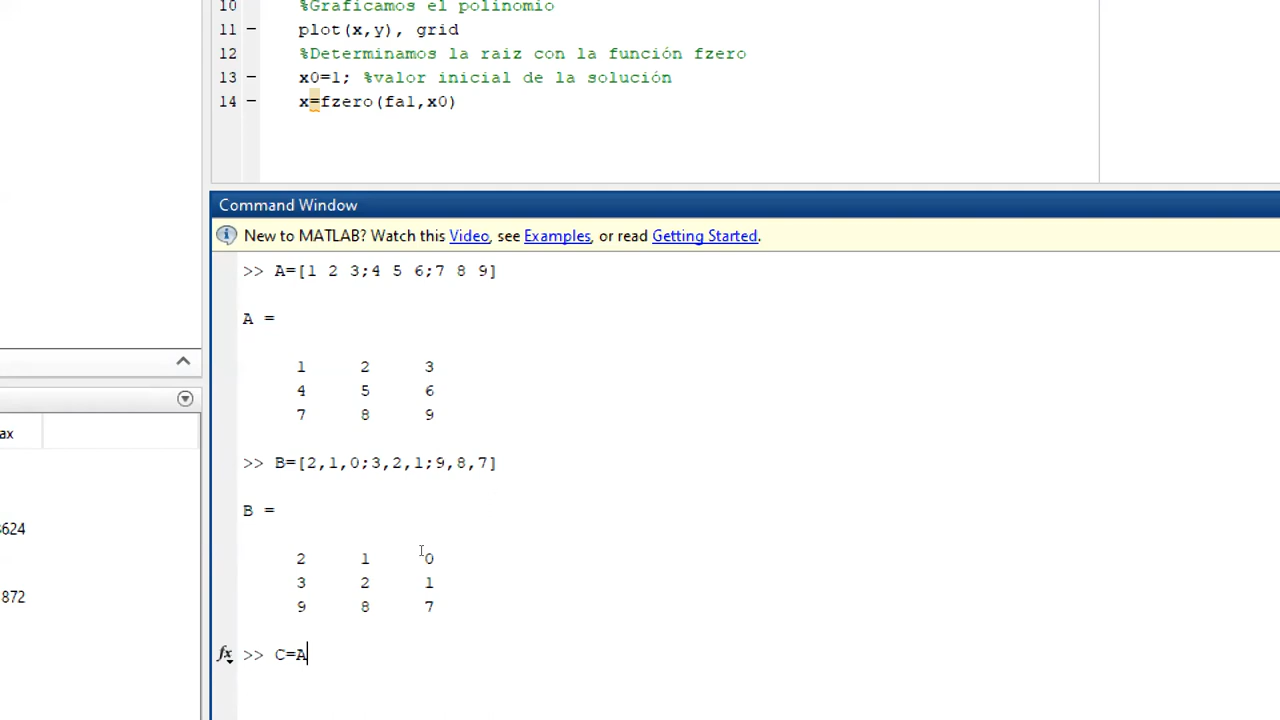 10 %Graficamos el polinomio
11 – plot(x,y), grid
12 %Determinamos la raiz con la función fzero
13 – x0=1; %valor inicial de la solución
14 – x=fzero(fa1,x0)
Command Window
New to MATLAB? Watch this Video, see Examples, or read Getting Started.
>> A=[1 2 3;4 5 6;7 8 9]
A =
1 2 3
4 5 6
7 8 9
ax
>> B=[2,1,0;3,2,1;9,8,7]
B =
624
2 1 0
3 2 1
872
9 8 7
fx >> C=A